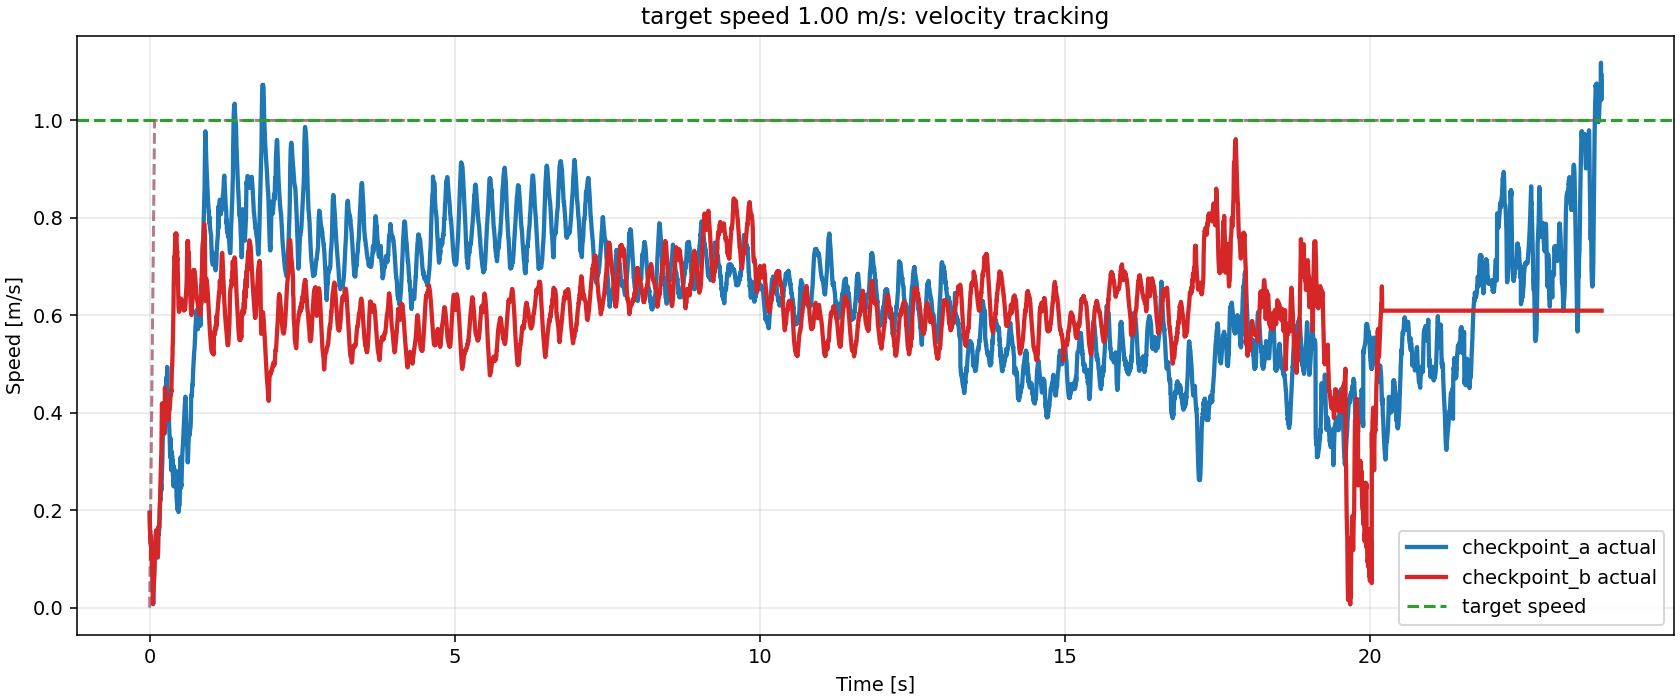 target speed 1.00 m/s: velocity tracking
Speed [m/s]
1.0
0.8
0.6
0.4
0.2
0.0
0 5 10 15 20
Time [s]
checkpoint_a actual
checkpoint_b actual
target speed